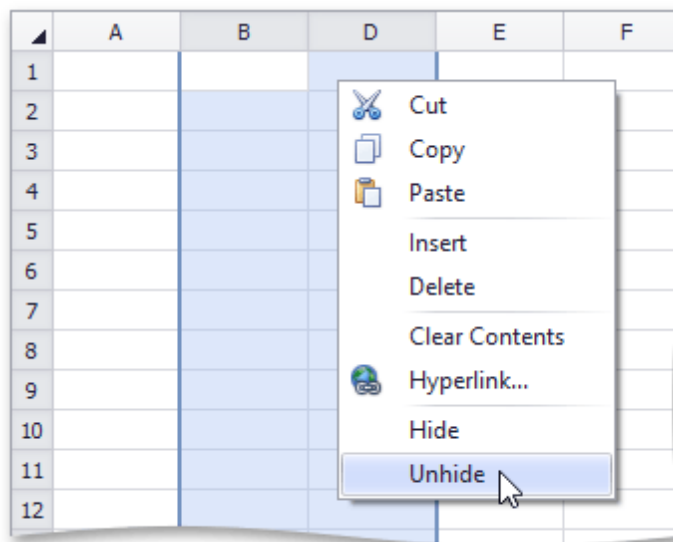 A B D E F
1
2 Cut
3 Copy
4 Paste
5 Insert
6
7 Delete
8 Clear Contents
9 Hyperlink...
10 Hide
11 Unhide
12